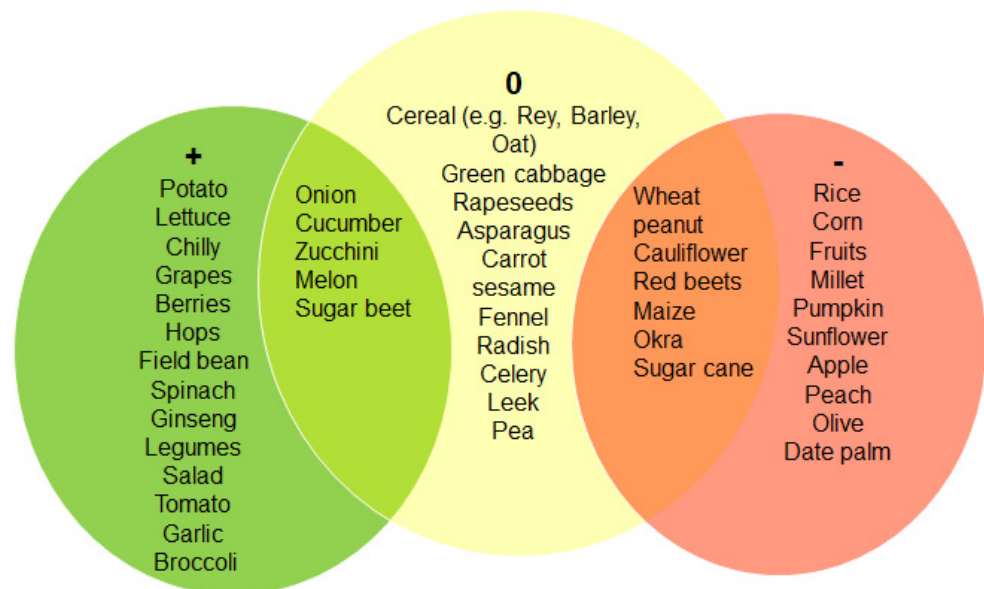 +
Potato
Lettuce
Chilly
Grapes
Berries
Hops
Field bean
Spinach
Ginseng
Legumes
Salad
Tomato
Garlic
Broccoli
Onion
Cucumber
Zucchini
Melon
Sugar beet
0
Cereal (e.g. Rey, Barley,
Oat)
Green cabbage
Rapeseeds
Asparagus
Carrot
sesame
Fennel
Radish
Celery
Leek
Pea
Wheat
peanut
Cauliflower
Red beets
Maize
Okra
Sugar cane
-
Rice
Corn
Fruits
Millet
Pumpkin
Sunflower
Apple
Peach
Olive
Date palm